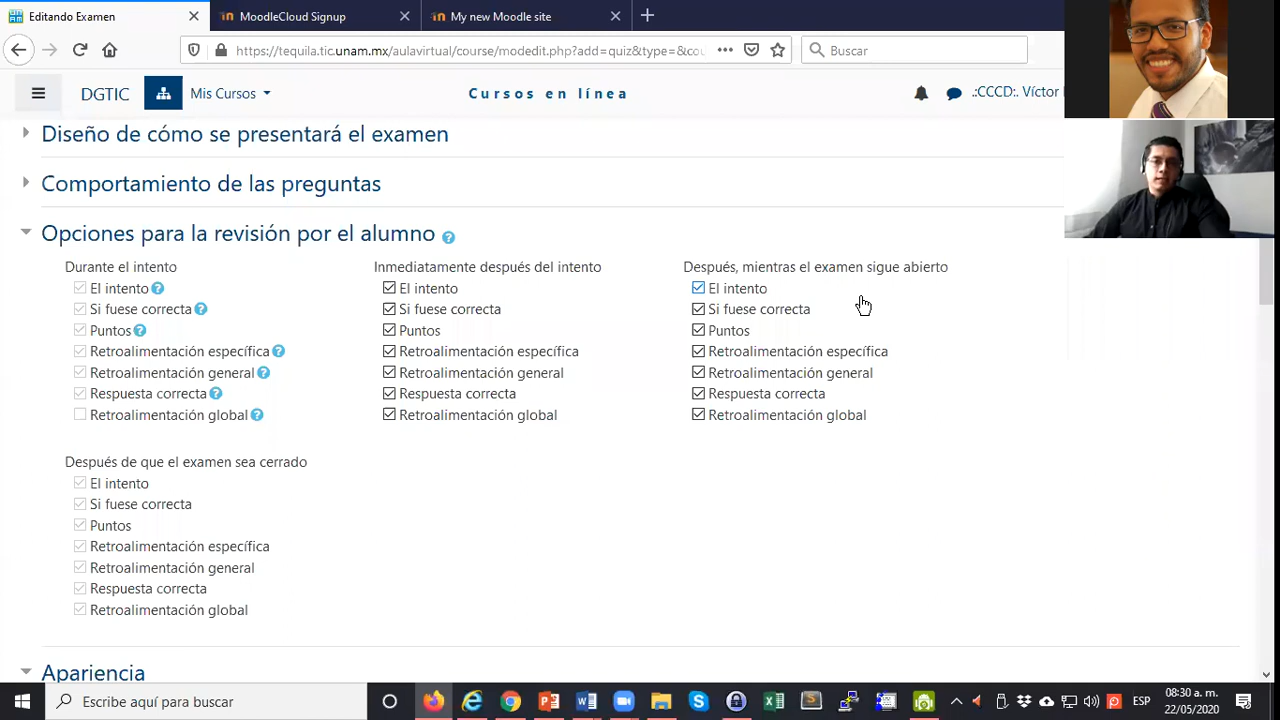 Editando Examen
MoodleCloud Signup
My new Moodle site
https://tequila.tic.unam.mx/aulavirtual/course/modedit.php?add=quiz&type=&cou
Buscar
DGTIC
Mis Cursos
Cursos en línea
.:CCCD:. Víctor
Diseño de cómo se presentará el examen
Comportamiento de las preguntas
Opciones para la revisión por el alumno
Durante el intento
El intento
Si fuese correcta
Puntos
Retroalimentación específica
Retroalimentación general
Respuesta correcta
Retroalimentación global
Inmediatamente después del intento
El intento
Si fuese correcta
Puntos
Retroalimentación específica
Retroalimentación general
Respuesta correcta
Retroalimentación global
Después, mientras el examen sigue abierto
El intento
Si fuese correcta
Puntos
Retroalimentación específica
Retroalimentación general
Respuesta correcta
Retroalimentación global
Después de que el examen sea cerrado
El intento
Si fuese correcta
Puntos
Retroalimentación específica
Retroalimentación general
Respuesta correcta
Retroalimentación global
Apariencia
Escribe aquí para buscar
ESP
08:30 a. m.
22/05/2020